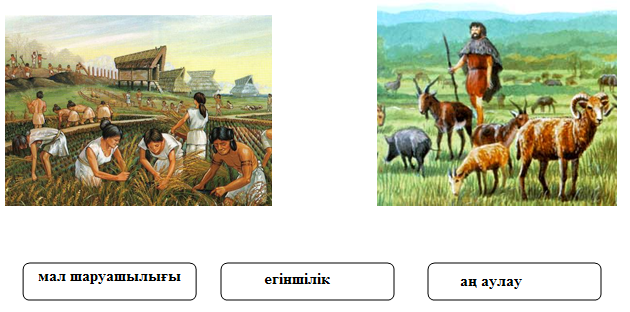 мал шаруашылығы
егіншілік
аң аулау